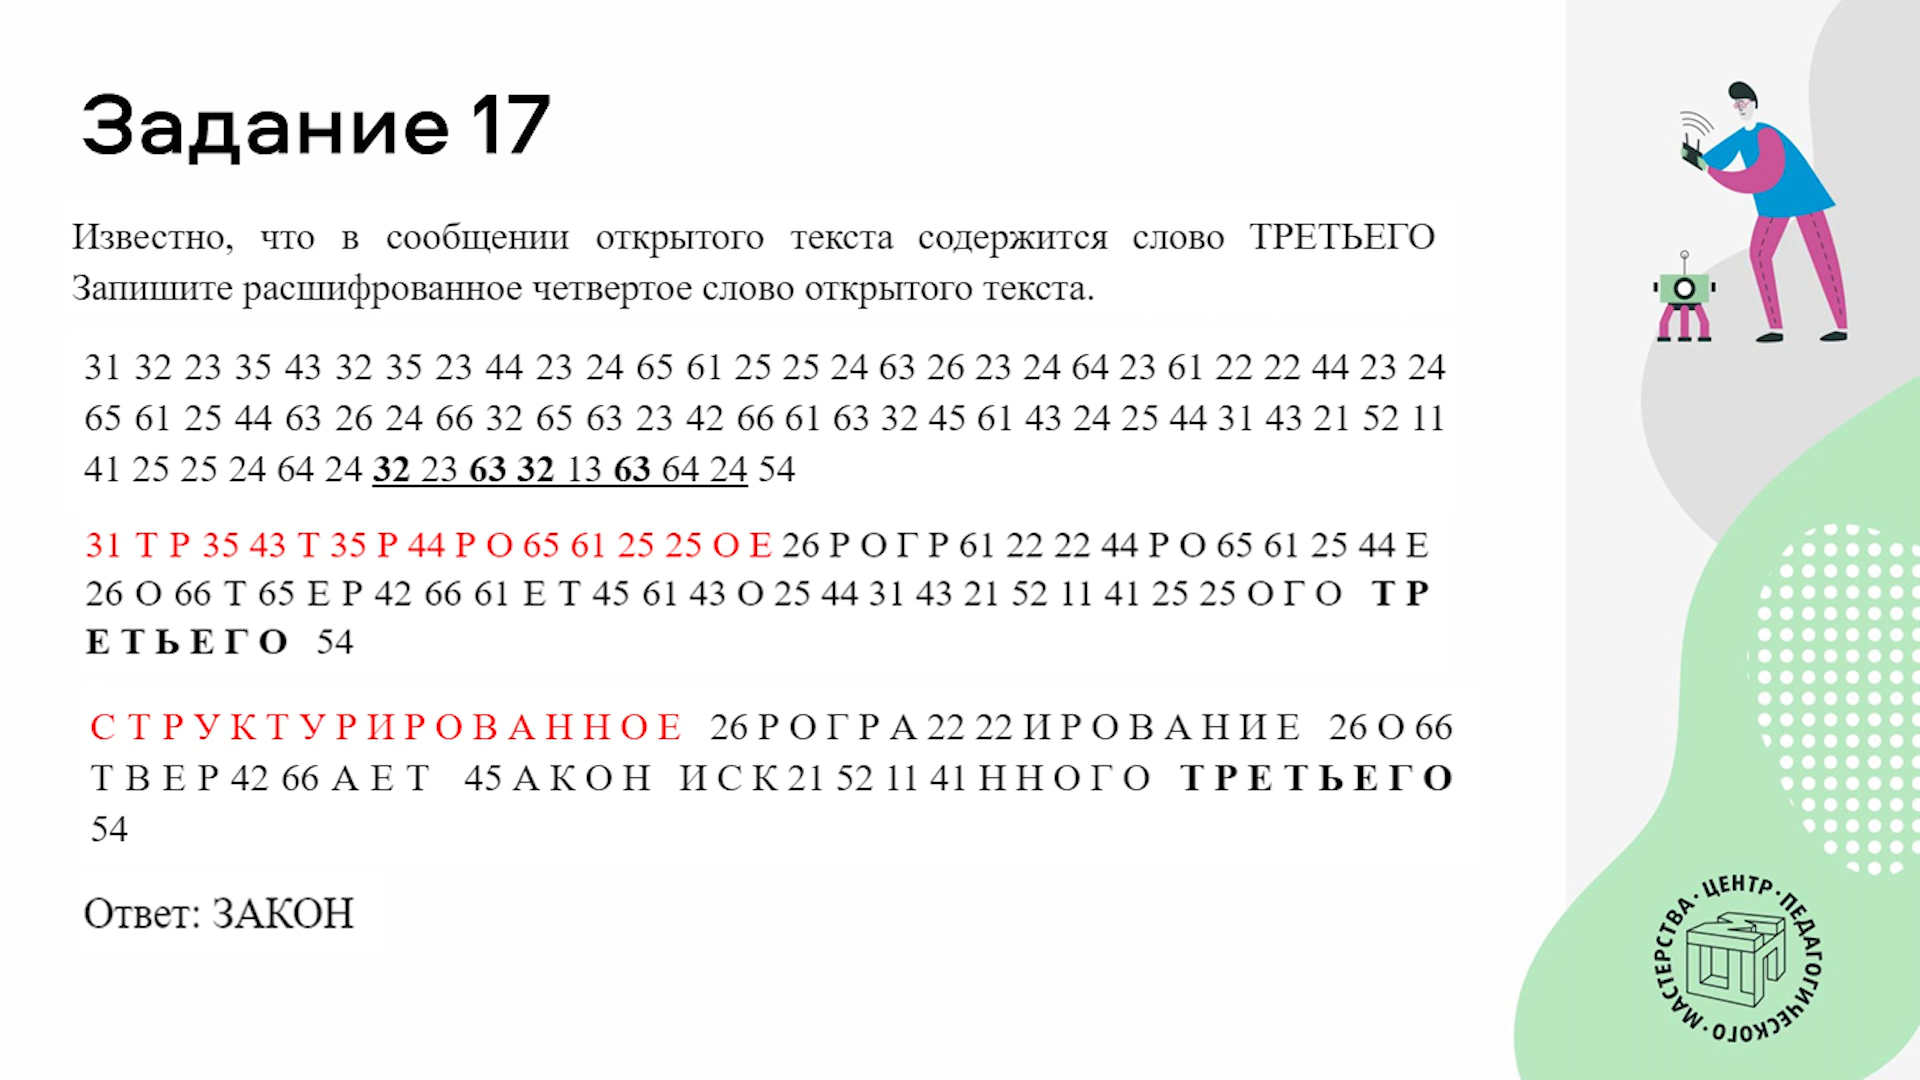 Задание 17
Известно, что в сообщении открытого текста содержится слово ТРЕТЬЕГО
Запишите расшифрованное четвертое слово открытого текста.
31 32 23 35 43 32 35 23 44 23 24 65 61 25 25 24 63 26 23 24 64 23 61 22 22 44 23 24
65 61 25 44 63 26 24 66 32 65 63 23 42 66 61 63 32 45 61 43 24 25 44 31 43 21 52 11
41 25 25 24 64 24 32 23 63 32 13 63 64 24 54
31 Т Р 35 43 Т 35 Р 44 Р О 65 61 25 25 О Е 26 Р О Г Р 61 22 22 44 Р О 65 61 25 44 Е
26 О 66 Т 65 Е Р 42 66 61 Е Т 45 61 43 О 25 44 31 43 21 52 11 41 25 25 О Г О Т Р
Е Т Ь Е Г О 54
С Т Р У К Т У Р И Р О В А Н Н О Е 26 Р О Г Р А 22 22 И Р О В А Н И Е 26 О 66
Т В Е Р 42 66 А Е Т 45 А К О Н И С К 21 52 11 41 Н Н О Г О Т Р Е Т Ь Е Г О
54
Ответ: ЗАКОН
ЦЕНТР · ПЕДАГОГИЧЕСКОГО · МАСТЕРСТВА ·